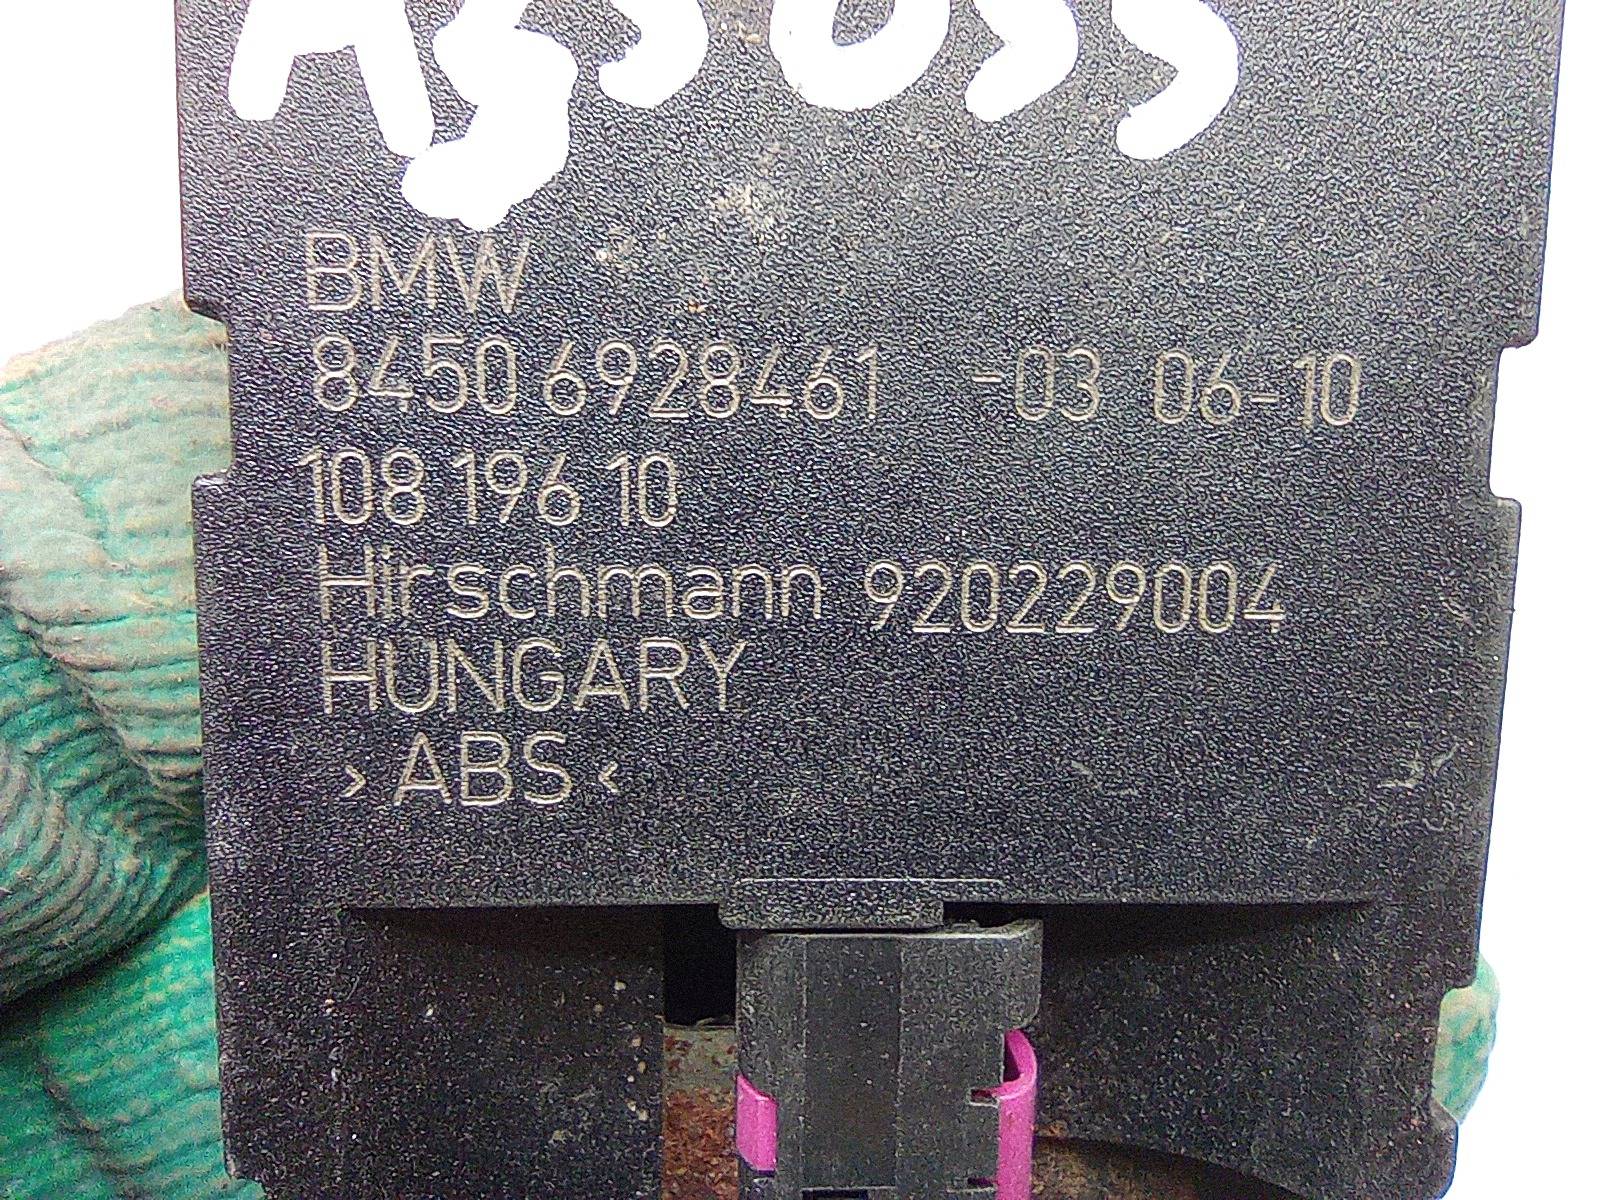 BMW
8450 6928461 -03 06-10
108 196 10
Hirschmann 920229004
HUNGARY
>ABS<